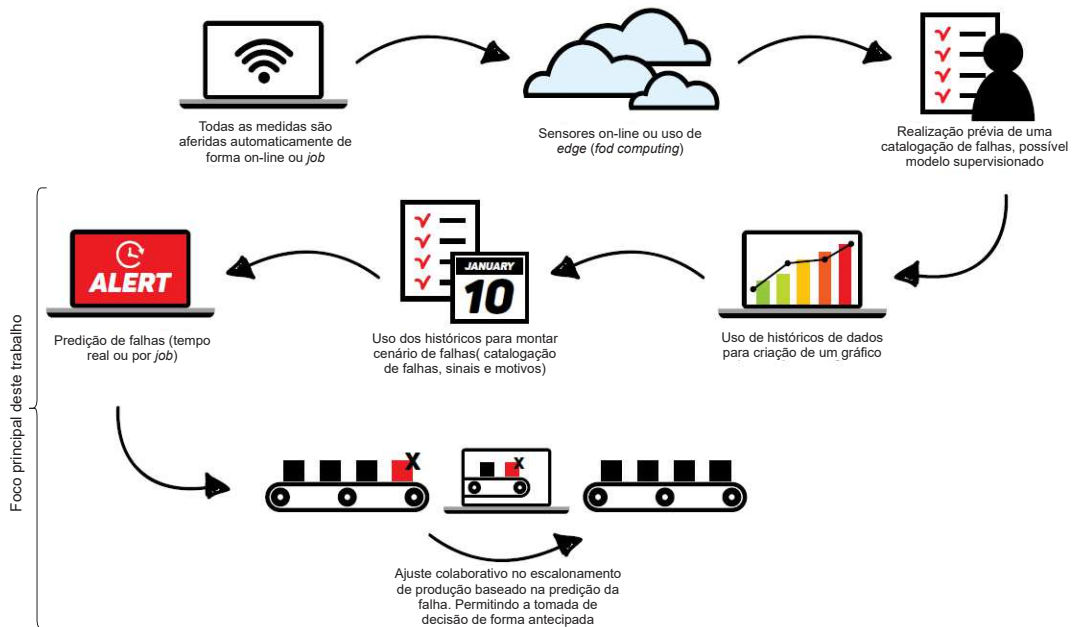 Todas as medidas são
aferidas automaticamente de
forma on-line ou job
Sensores on-line ou uso de
edge (fod computing)
Realização prévia de uma
catalogação de falhas, possível
modelo supervisionado
Foco principal deste trabalho
ALERT
Predição de falhas (tempo
real ou por job)
JANUARY
10
Uso dos históricos para montar
cenário de falhas( catalogação
de falhas, sinais e motivos)
Uso de históricos de dados
para criação de um gráfico
X
X
Ajuste colaborativo no escalonamento
de produção baseado na predição da
falha. Permitindo a tomada de
decisão de forma antecipada